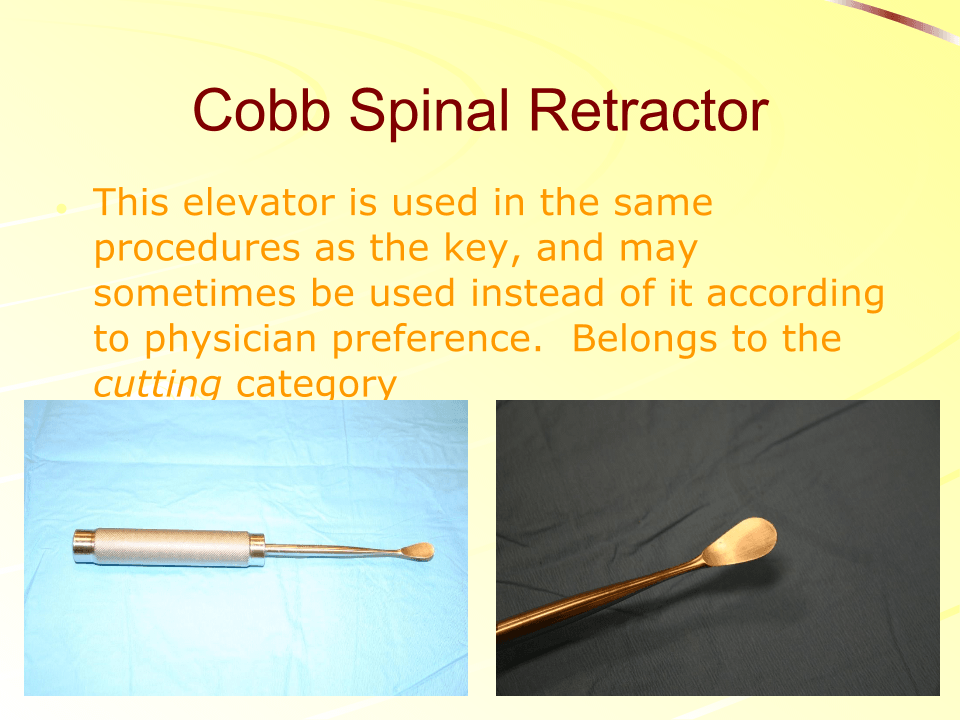 Cobb Spinal Retractor
• This elevator is used in the same
procedures as the key, and may
sometimes be used instead of it according
to physician preference.  Belongs to the
cutting category